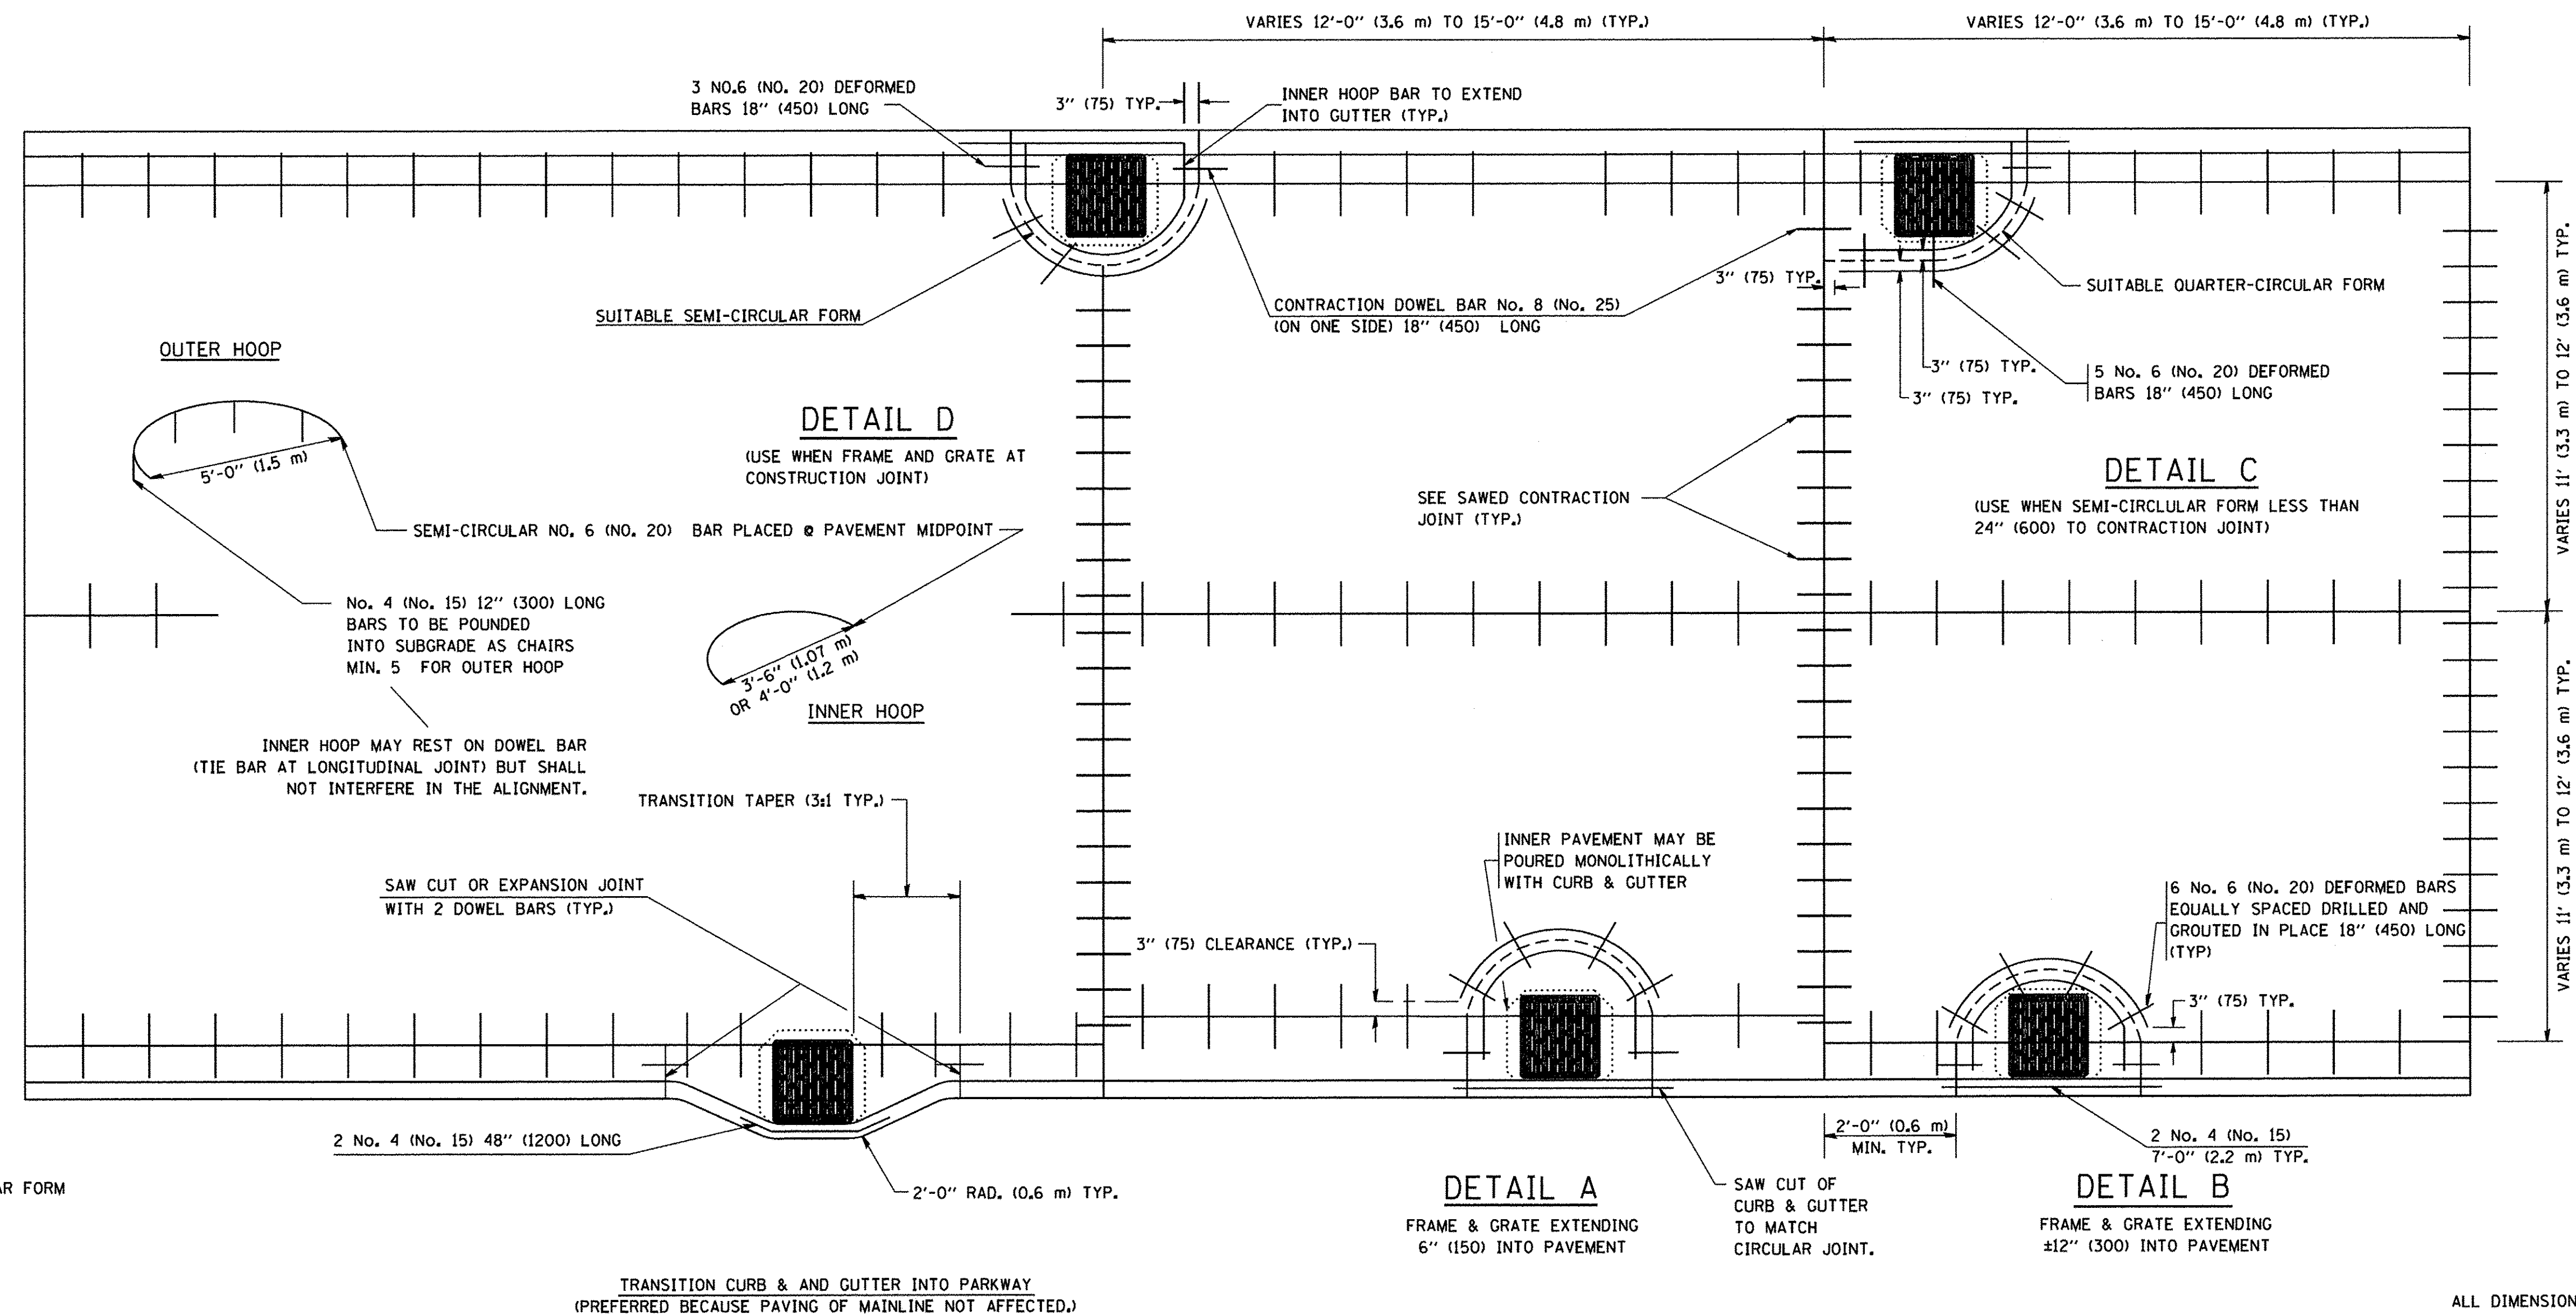 VARIES 12'-0" (3.6 m) TO 15'-0" (4.8 m) (TYP.)
VARIES 12'-0" (3.6 m) TO 15'-0" (4.8 m) (TYP.)
3 NO.6 (NO. 20) DEFORMED
BARS 18" (450) LONG
3" (75) TYP.
INNER HOOP BAR TO EXTEND
INTO GUTTER (TYP.)
SUITABLE SEMI-CIRCULAR FORM
CONTRACTION DOWEL BAR No. 8 (No. 25)
(ON ONE SIDE) 18" (450) LONG
3" (75) TYP.
SUITABLE QUARTER-CIRCULAR FORM
3" (75) TYP.
3" (75) TYP.
5 No. 6 (No. 20) DEFORMED
BARS 18" (450) LONG
VARIES 11' (3.3 m) TO 12' (3.6 m) TYP.
OUTER HOOP
5'-0" (1.5 m)
DETAIL D
(USE WHEN FRAME AND GRATE AT
CONSTRUCTION JOINT)
SEMI-CIRCULAR NO. 6 (NO. 20) BAR PLACED @ PAVEMENT MIDPOINT
SEE SAWED CONTRACTION
JOINT (TYP.)
DETAIL C
(USE WHEN SEMI-CIRCLULAR FORM LESS THAN
24" (600) TO CONTRACTION JOINT)
No. 4 (No. 15) 12" (300) LONG
BARS TO BE POUNDED
INTO SUBGRADE AS CHAIRS
MIN. 5 FOR OUTER HOOP
3'-6" (1.07 m)
OR 4'-0" (1.2 m)
INNER HOOP
INNER HOOP MAY REST ON DOWEL BAR
(TIE BAR AT LONGITUDINAL JOINT) BUT SHALL
NOT INTERFERE IN THE ALIGNMENT.
TRANSITION TAPER (3:1 TYP.)
SAW CUT OR EXPANSION JOINT
WITH 2 DOWEL BARS (TYP.)
INNER PAVEMENT MAY BE
POURED MONOLITHICALLY
WITH CURB & GUTTER
3" (75) CLEARANCE (TYP.)
6 No. 6 (No. 20) DEFORMED BARS
EQUALLY SPACED DRILLED AND
GROUTED IN PLACE 18" (450) LONG
(TYP)
3" (75) TYP.
VARIES 11' (3.3 m) TO 12' (3.6 m) TYP.
2 No. 4 (No. 15) 48" (1200) LONG
2'-0" RAD. (0.6 m) TYP.
2'-0" (0.6 m)
MIN. TYP.
2 No. 4 (No. 15)
7'-0" (2.2 m) TYP.
AR FORM
DETAIL A
FRAME & GRATE EXTENDING
6" (150) INTO PAVEMENT
SAW CUT OF
CURB & GUTTER
TO MATCH
CIRCULAR JOINT.
DETAIL B
FRAME & GRATE EXTENDING
±12" (300) INTO PAVEMENT
TRANSITION CURB & AND GUTTER INTO PARKWAY
(PREFERRED BECAUSE PAVING OF MAINLINE NOT AFFECTED.)
ALL DIMENSION